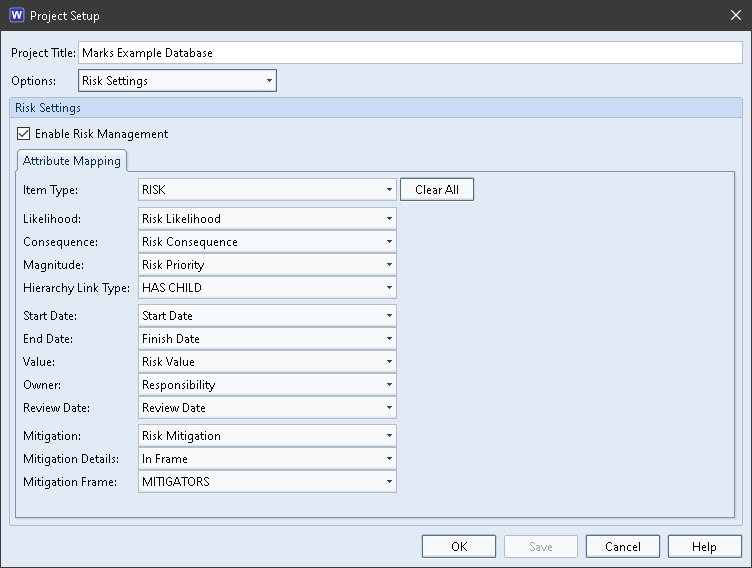 W Project Setup
Project Title: Marks Example Database
Options: Risk Settings
Risk Settings
Enable Risk Management
Attribute Mapping
Item Type: RISK Clear All
Likelihood: Risk Likelihood
Consequence: Risk Consequence
Magnitude: Risk Priority
Hierarchy Link Type: HAS CHILD
Start Date: Start Date
End Date: Finish Date
Value: Risk Value
Owner: Responsibility
Review Date: Review Date
Mitigation: Risk Mitigation
Mitigation Details: In Frame
Mitigation Frame: MITIGATORS
OK Save Cancel Help